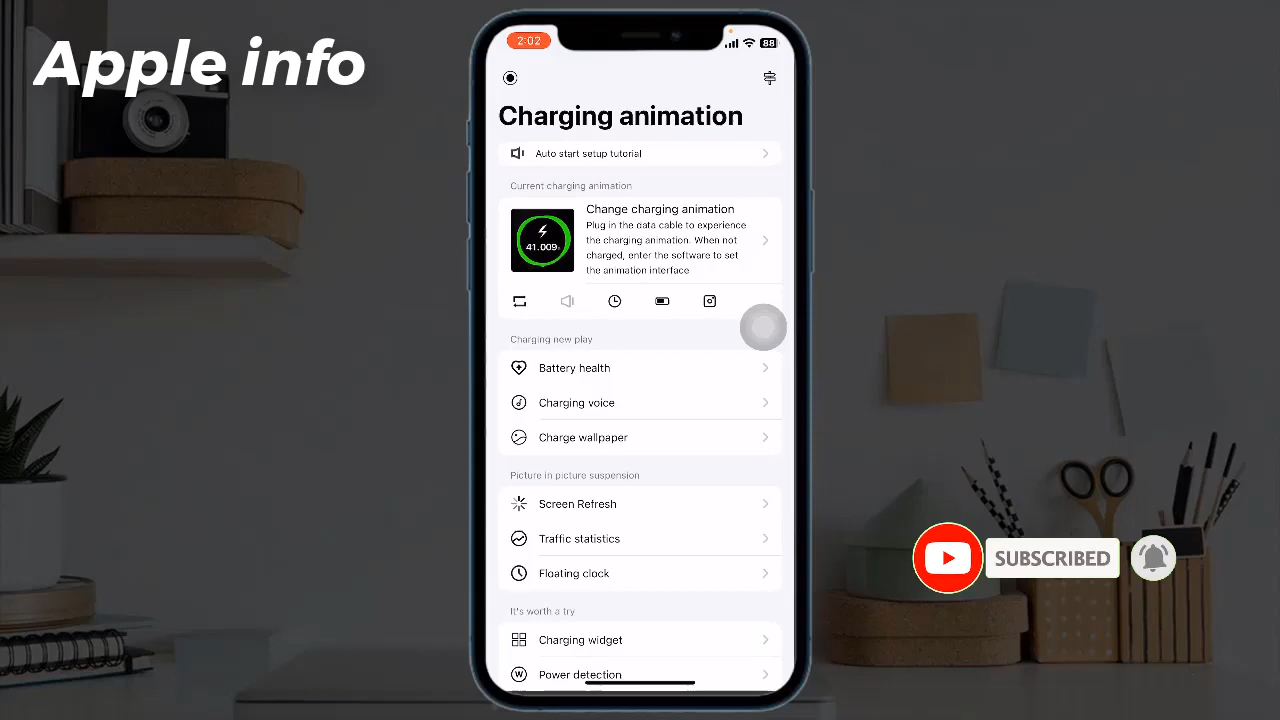 Apple info
2:02
88
Charging animation
Auto start setup tutorial
Current charging animation
Change charging animation
Plug in the data cable to experience
the charging animation. When not
charged, enter the software to set
the animation interface
41.009%
Charging new play
Battery health
Charging voice
Charge wallpaper
Picture in picture suspension
Screen Refresh
Traffic statistics
Floating clock
SUBSCRIBED
It's worth a try
Charging widget
W
Power detection